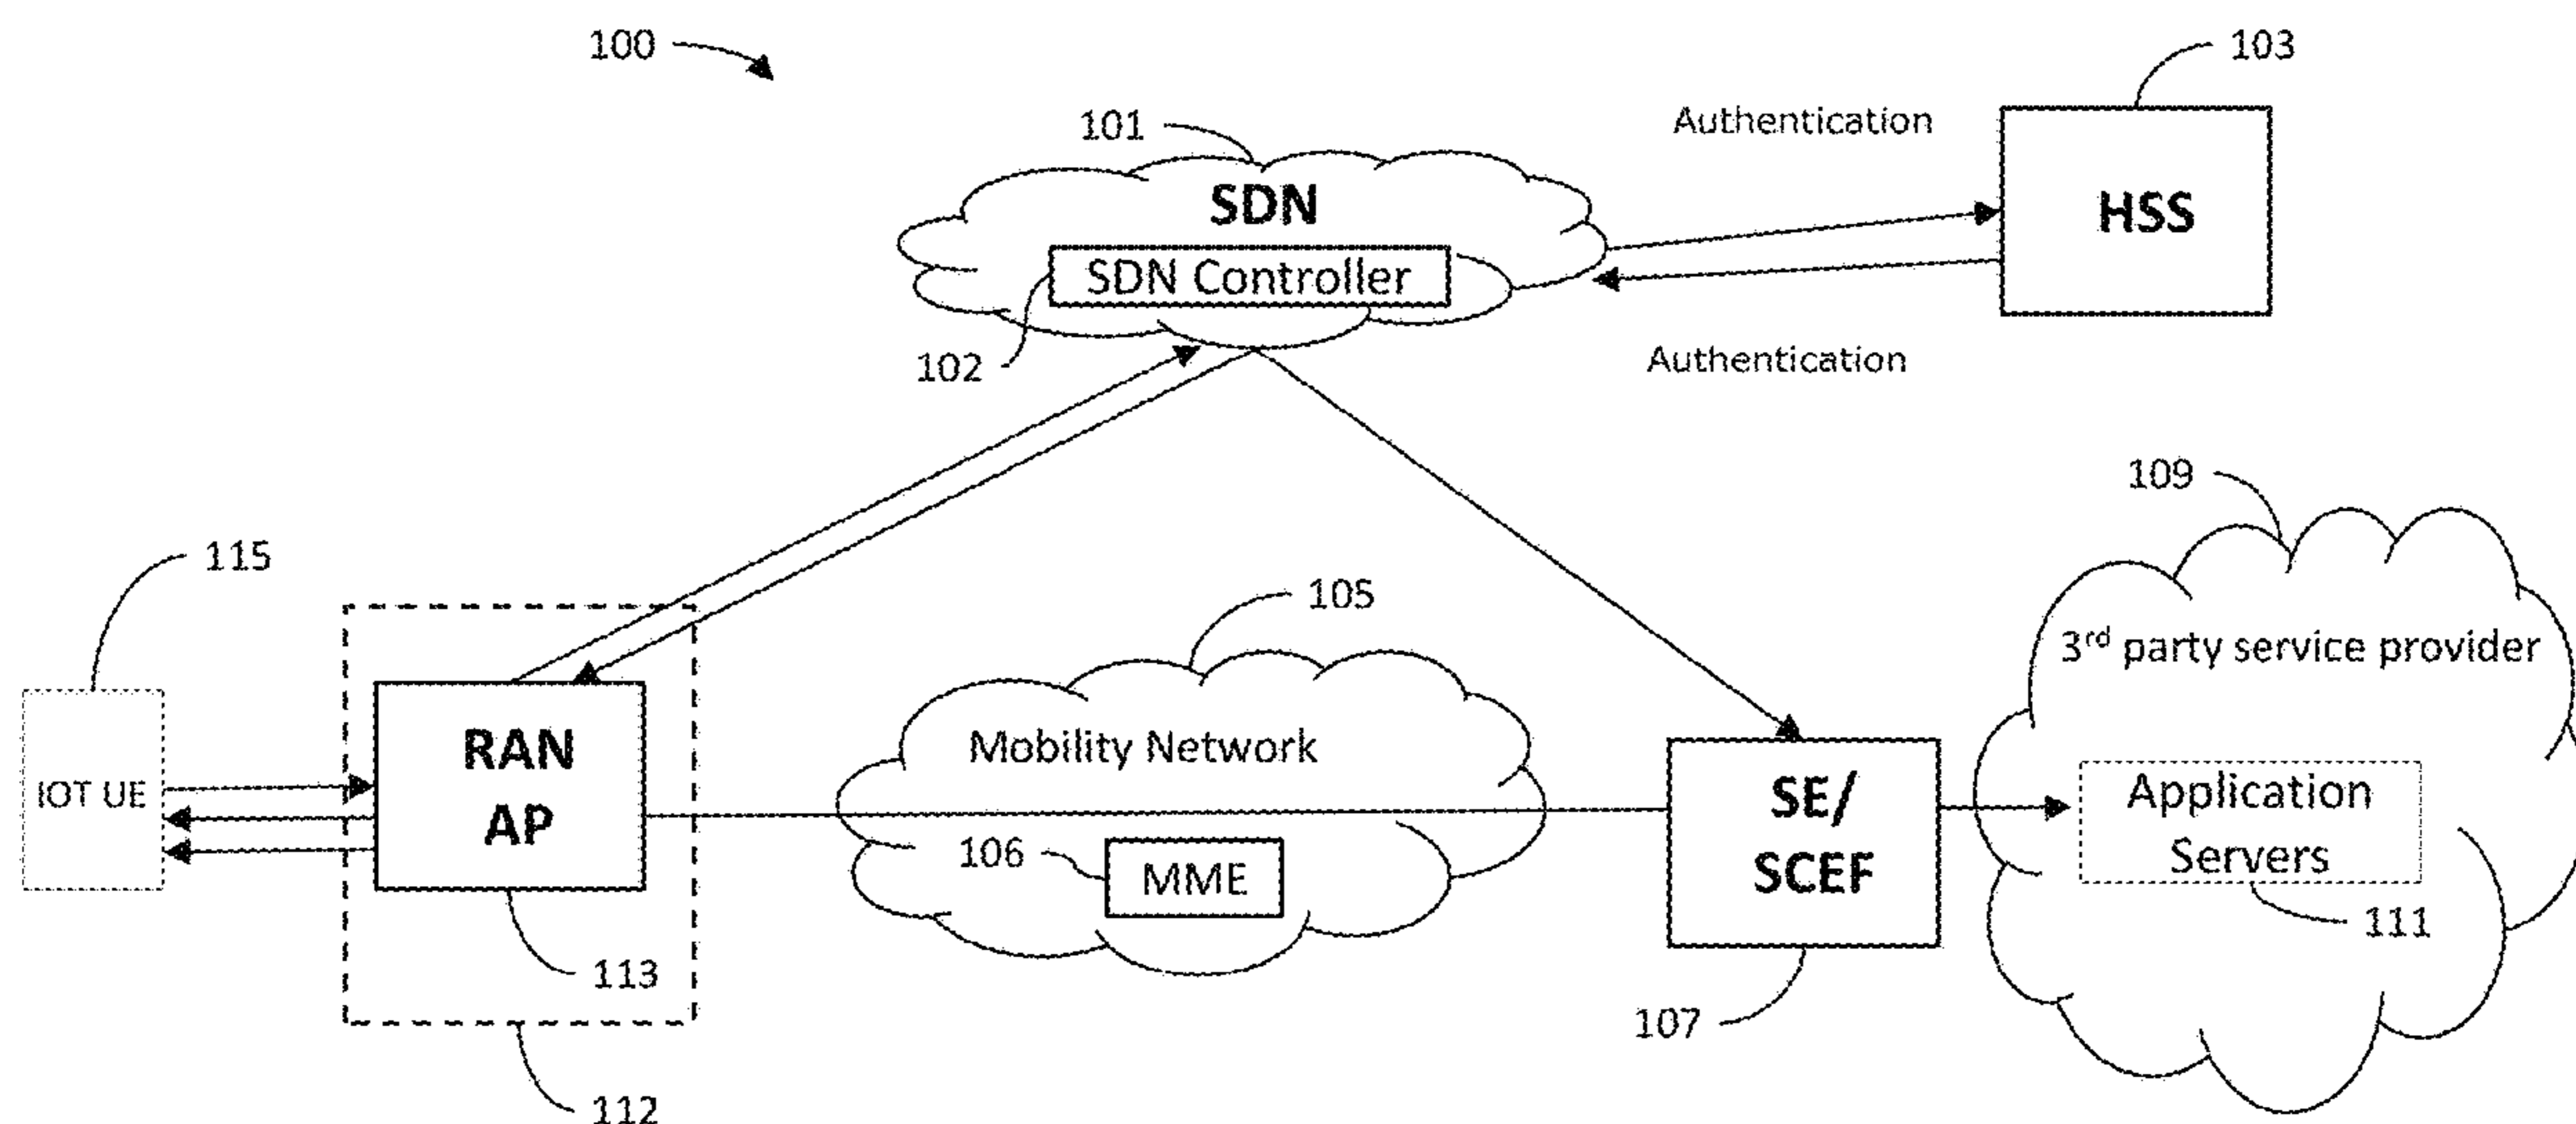 100
103
101
Authentication
SDN
HSS
SDN Controller
102
Authentication
109
115
105
3rd party service provider
Mobility Network
RAN
AP
IOT UE
SE/
SCEF
Application
Servers
106
MME
111
113
107
112